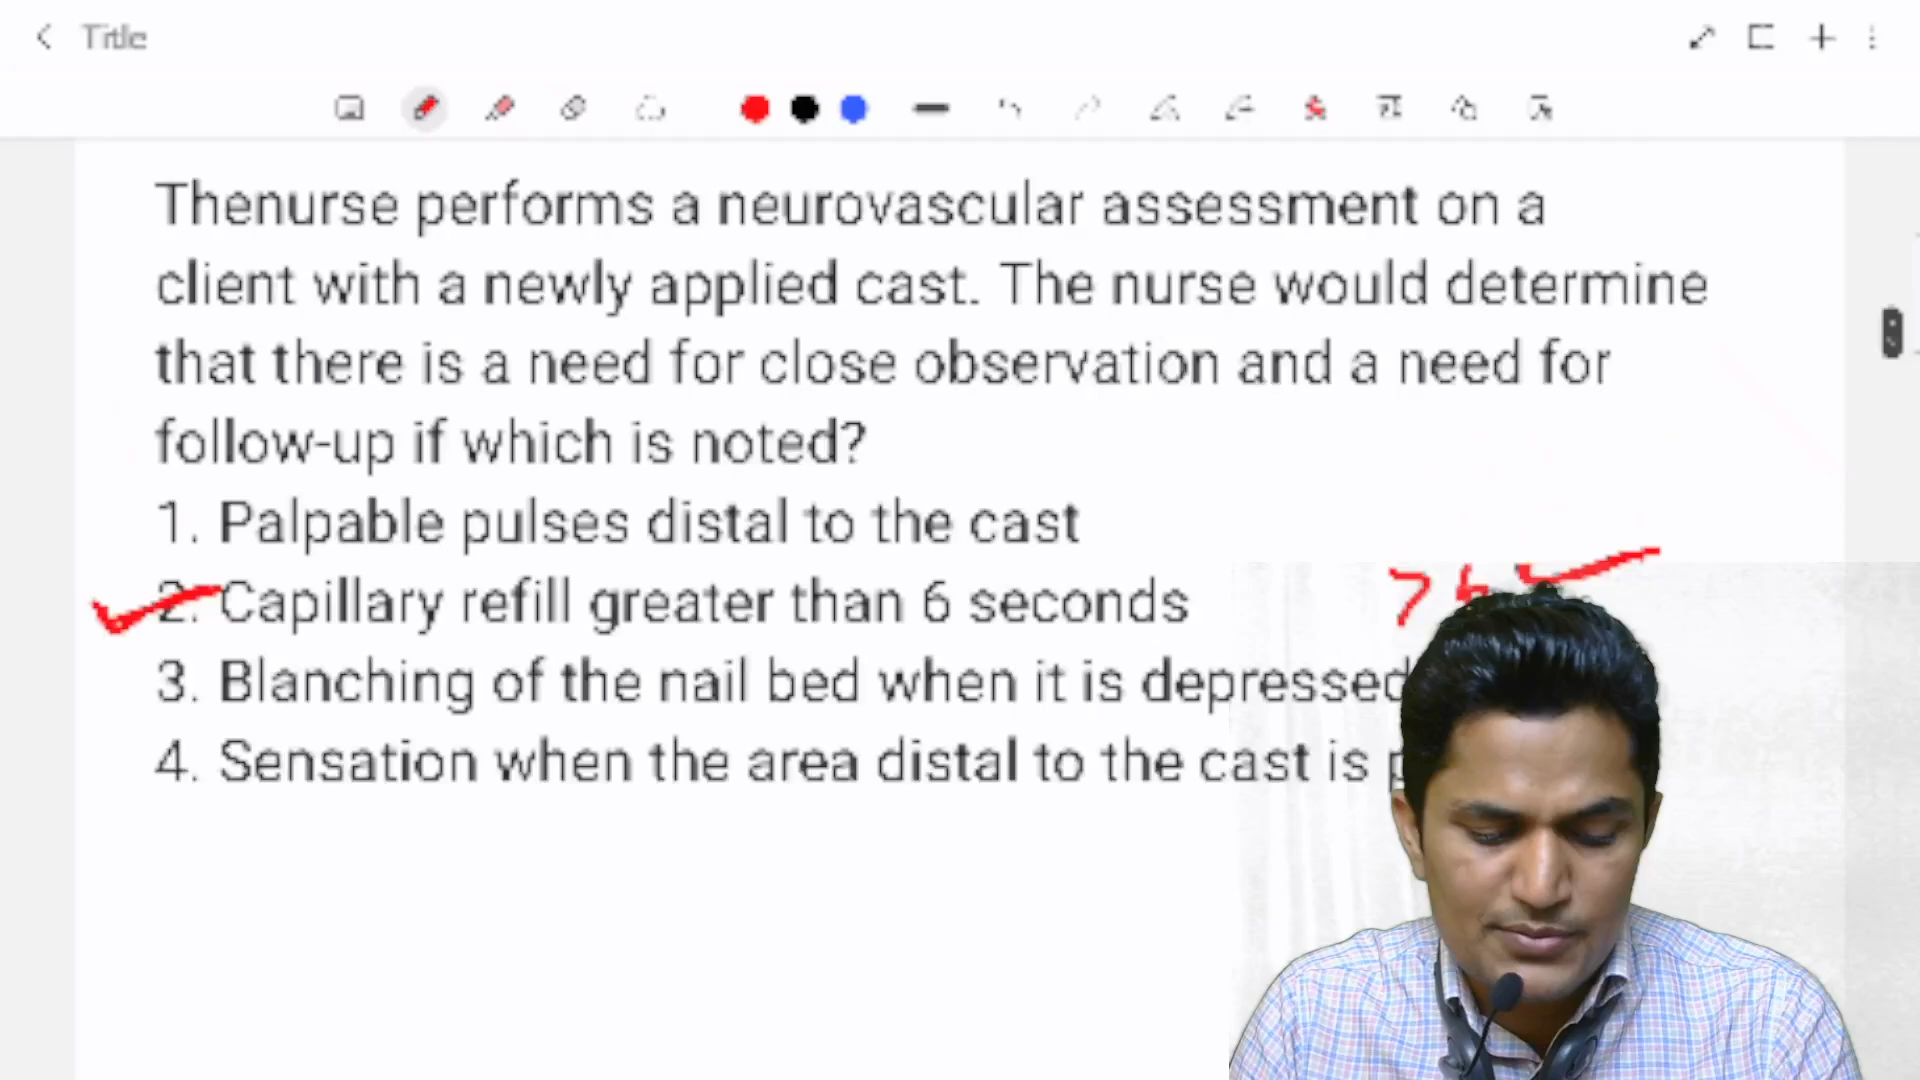 Title
Thenurse performs a neurovascular assessment on a
client with a newly applied cast. The nurse would determine
that there is a need for close observation and a need for
follow-up if which is noted?
1. Palpable pulses distal to the cast
2. Capillary refill greater than 6 seconds
3. Blanching of the nail bed when it is depressed
4. Sensation when the area distal to the cast is